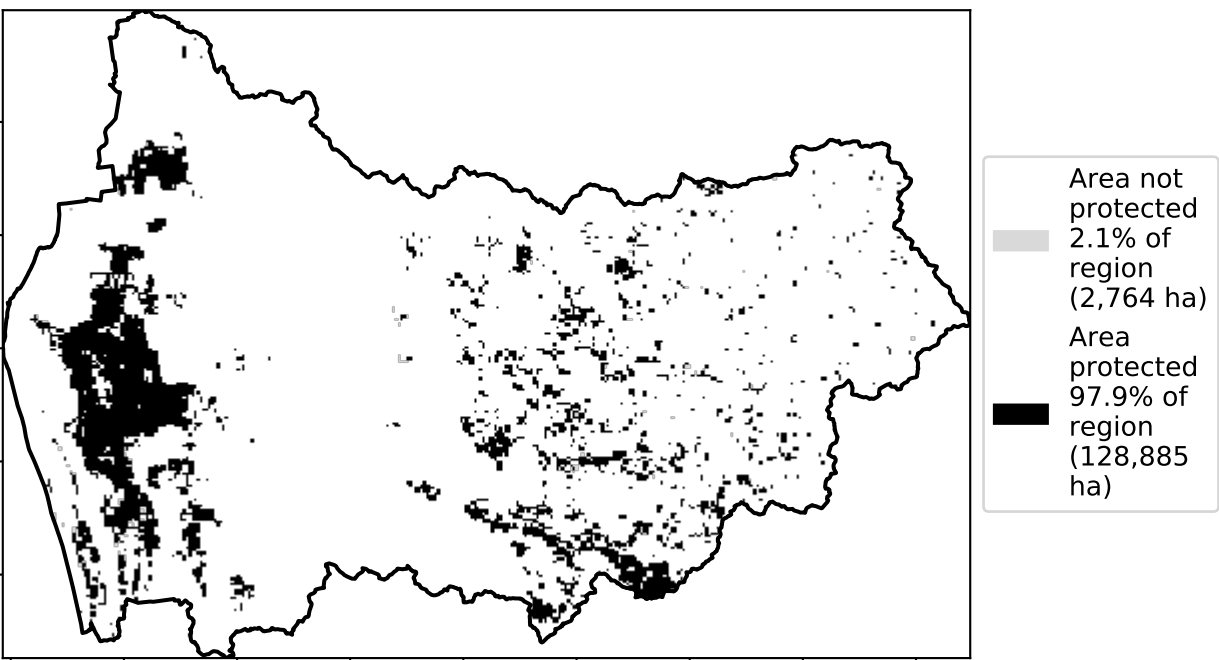 Area not
protected
2.1% of
region
(2,764 ha)
Area
protected
97.9% of
region
(128,885
ha)